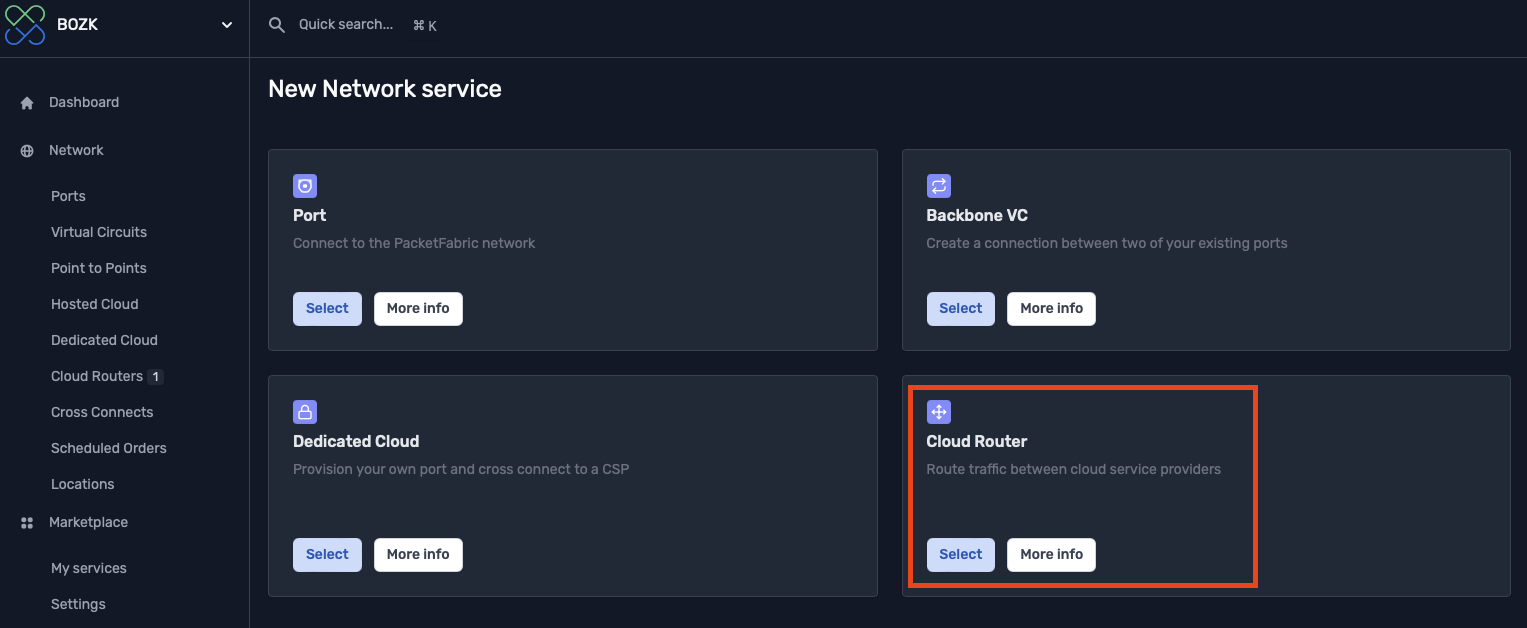 BOZK
Quick search... ⌘ K
Dashboard
Network
Ports
Virtual Circuits
Point to Points
Hosted Cloud
Dedicated Cloud
Cloud Routers 1
Cross Connects
Scheduled Orders
Locations
Marketplace
My services
Settings
New Network service
Port
Connect to the PacketFabric network
Select More info
Backbone VC
Create a connection between two of your existing ports
Select More info
Dedicated Cloud
Provision your own port and cross connect to a CSP
Select More info
Cloud Router
Route traffic between cloud service providers
Select More info